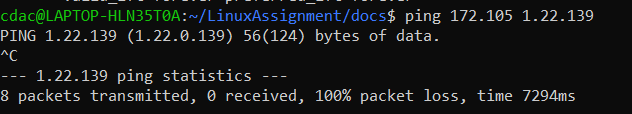 cdac@LAPTOP-HLN35T0A:~/LinuxAssignment/docs$ ping 172.105 1.22.139
PING 1.22.139 (1.22.0.139) 56(124) bytes of data.
^C
--- 1.22.139 ping statistics ---
8 packets transmitted, 0 received, 100% packet loss, time 7294ms